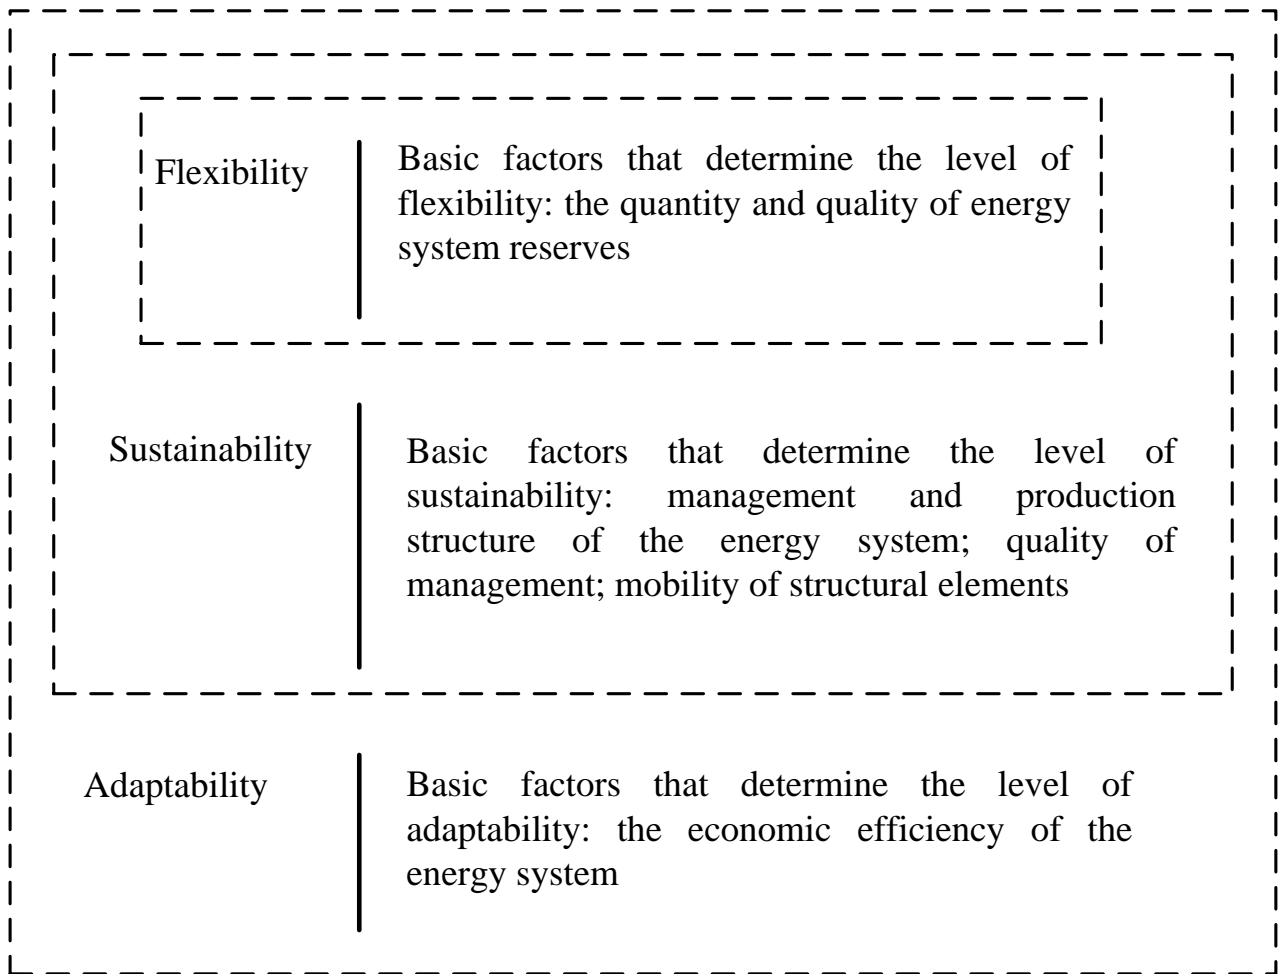 Flexibility
Basic factors that determine the level of
flexibility: the quantity and quality of energy
system reserves
Sustainability
Basic factors that determine the level of
sustainability: management and production
structure of the energy system; quality of
management; mobility of structural elements
Adaptability
Basic factors that determine the level of
adaptability: the economic efficiency of the
energy system